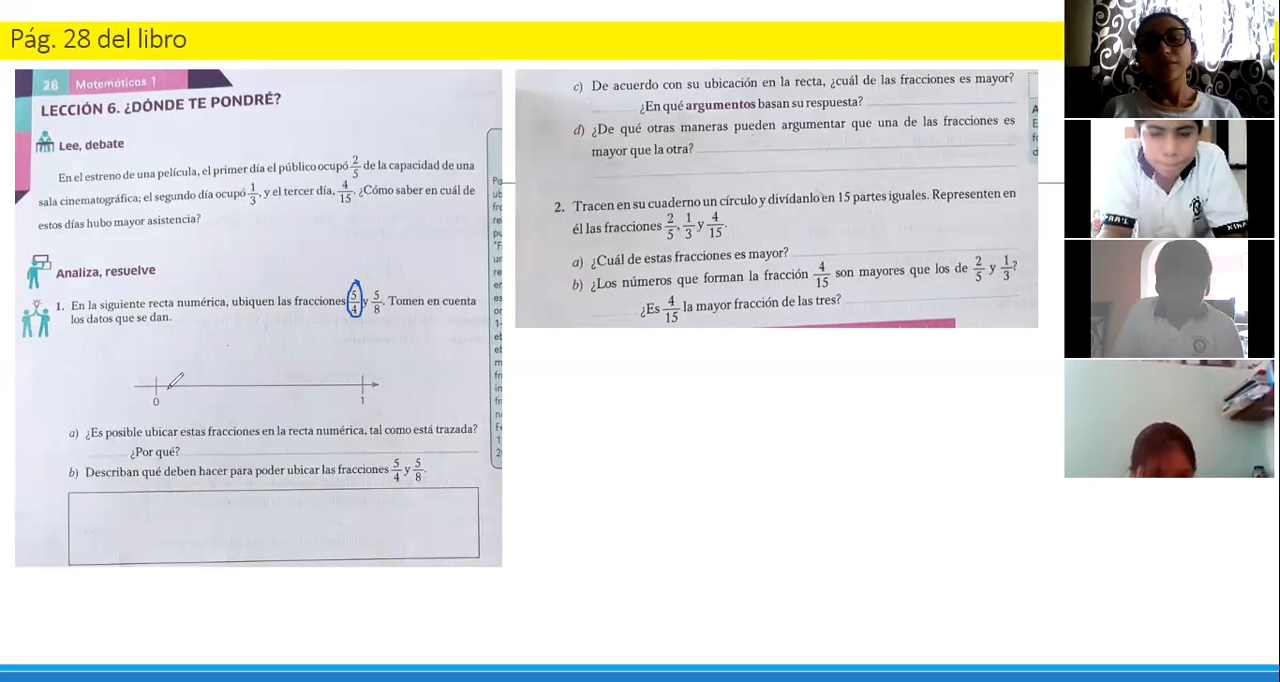 Pág. 28 del libro
28 Matemáticas 1
LECCIÓN 6. ¿DÓNDE TE PONDRÉ?
Lee, debate
En el estreno de una película, el primer día el público ocupó 2/5 de la capacidad de una
sala cinematográfica; el segundo día ocupó 1/3, y el tercer día, 4/15. ¿Cómo saber en cuál de
estos días hubo mayor asistencia?
Analiza, resuelve
1. En la siguiente recta numérica, ubiquen las fracciones 5/4 y 5/8. Tomen en cuenta
los datos que se dan.
0 1
a) ¿Es posible ubicar estas fracciones en la recta numérica, tal como está trazada?
¿Por qué?
b) Describan qué deben hacer para poder ubicar las fracciones 5/4 y 5/8.
c) De acuerdo con su ubicación en la recta, ¿cuál de las fracciones es mayor?
¿En qué argumentos basan su respuesta?
d) ¿De qué otras maneras pueden argumentar que una de las fracciones es
mayor que la otra?
2. Tracen en su cuaderno un círculo y divídanlo en 15 partes iguales. Representen en
él las fracciones 2/5, 1/3 y 4/15.
a) ¿Cuál de estas fracciones es mayor?
b) ¿Los números que forman la fracción 4/15 son mayores que los de 2/5 y 1/3?
¿Es 4/15 la mayor fracción de las tres?